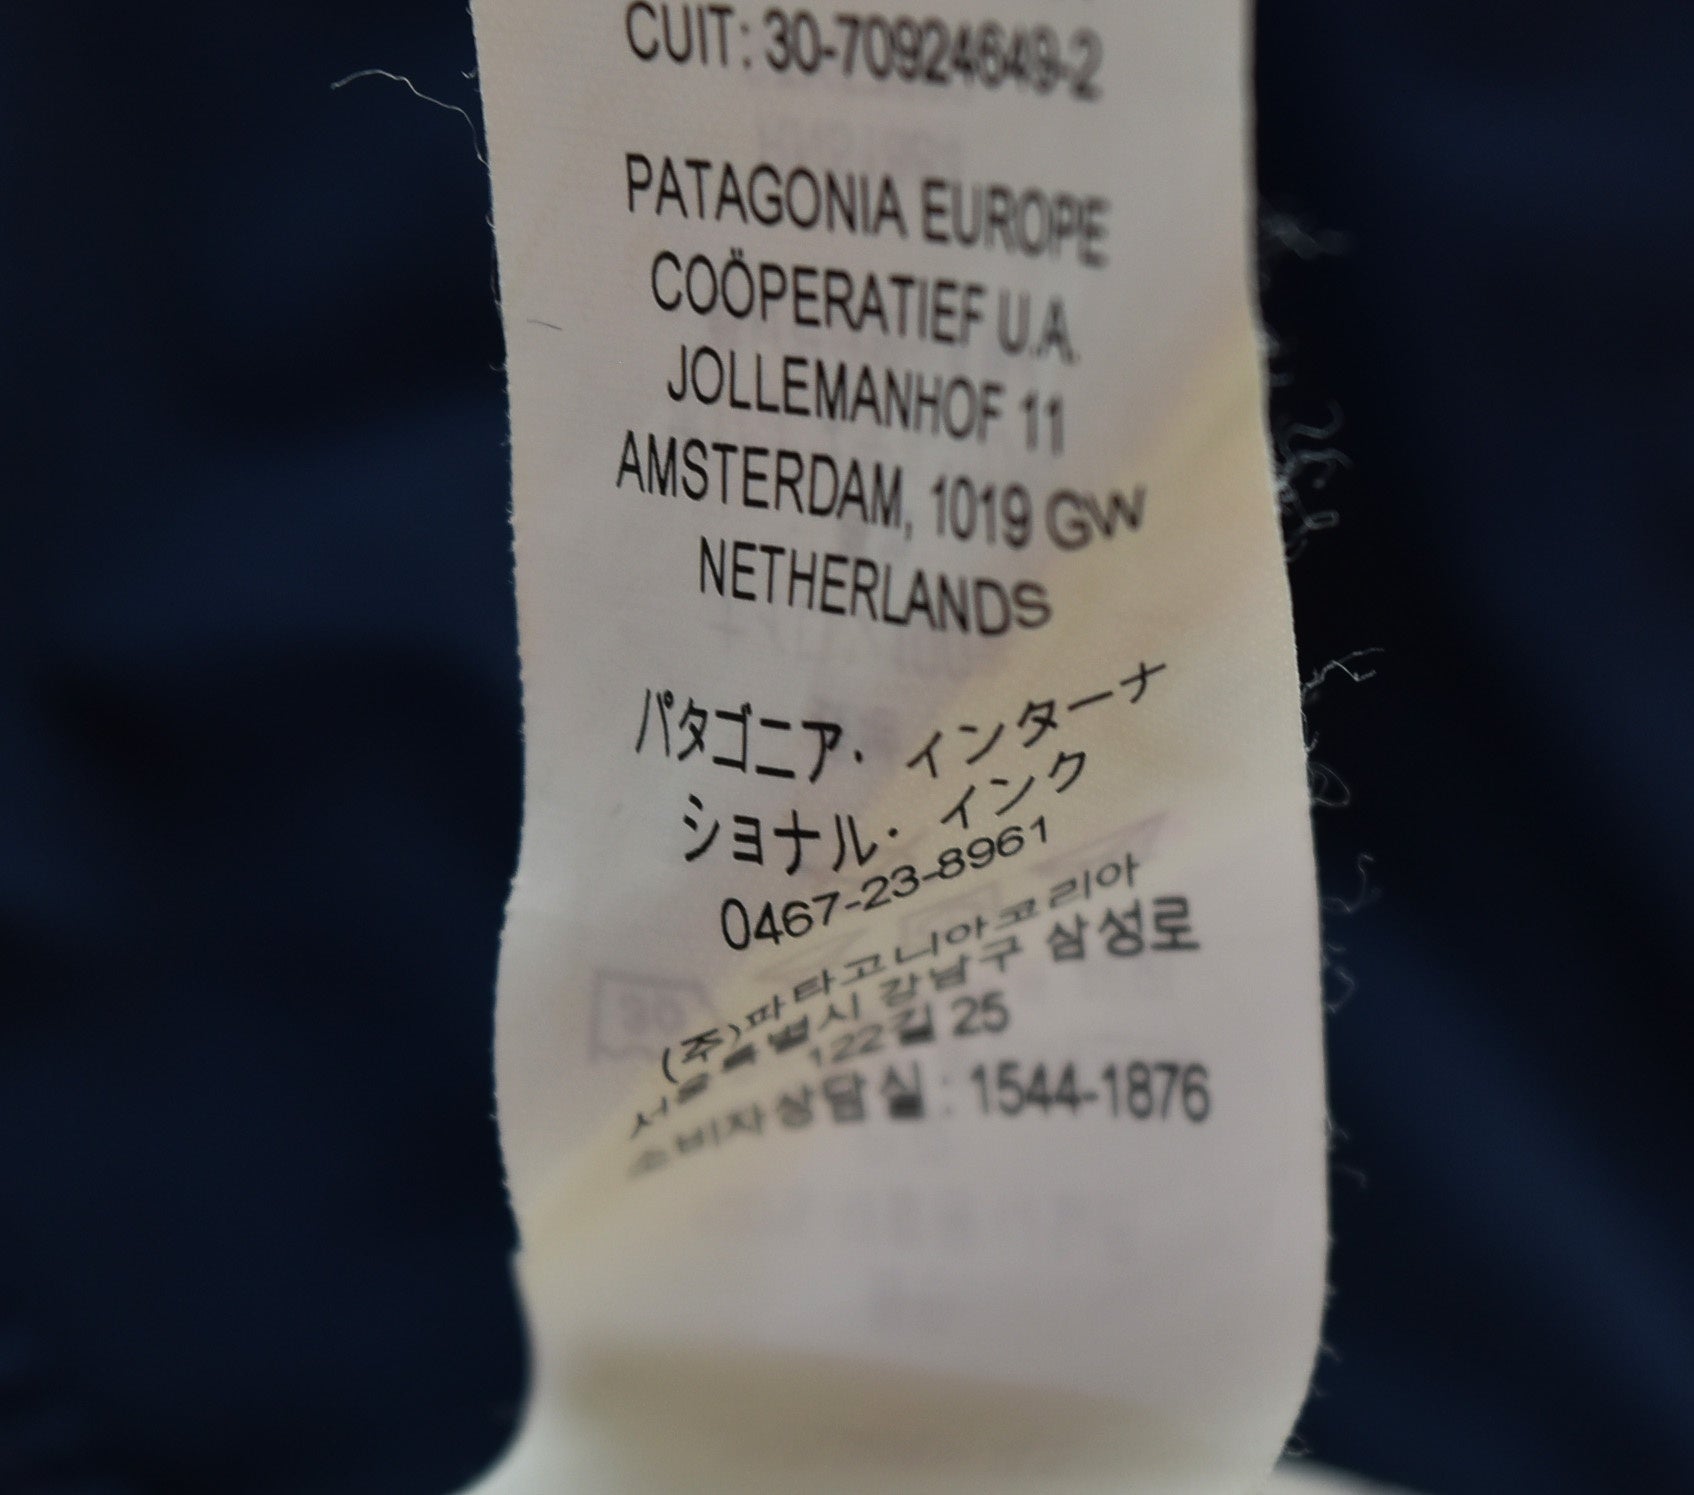 CUIT: 30-70924649-2
PATAGONIA EUROPE
COÖPERATIEF U.A.
JOLLEMANHOF 11
AMSTERDAM, 1019 GW
NETHERLANDS
パタゴニア・インターナ
ショナル・インク
0467-23-8961
(주)파타고니아코리아
서울특별시 강남구 삼성로
122길 25
소비자상담실 : 1544-1876